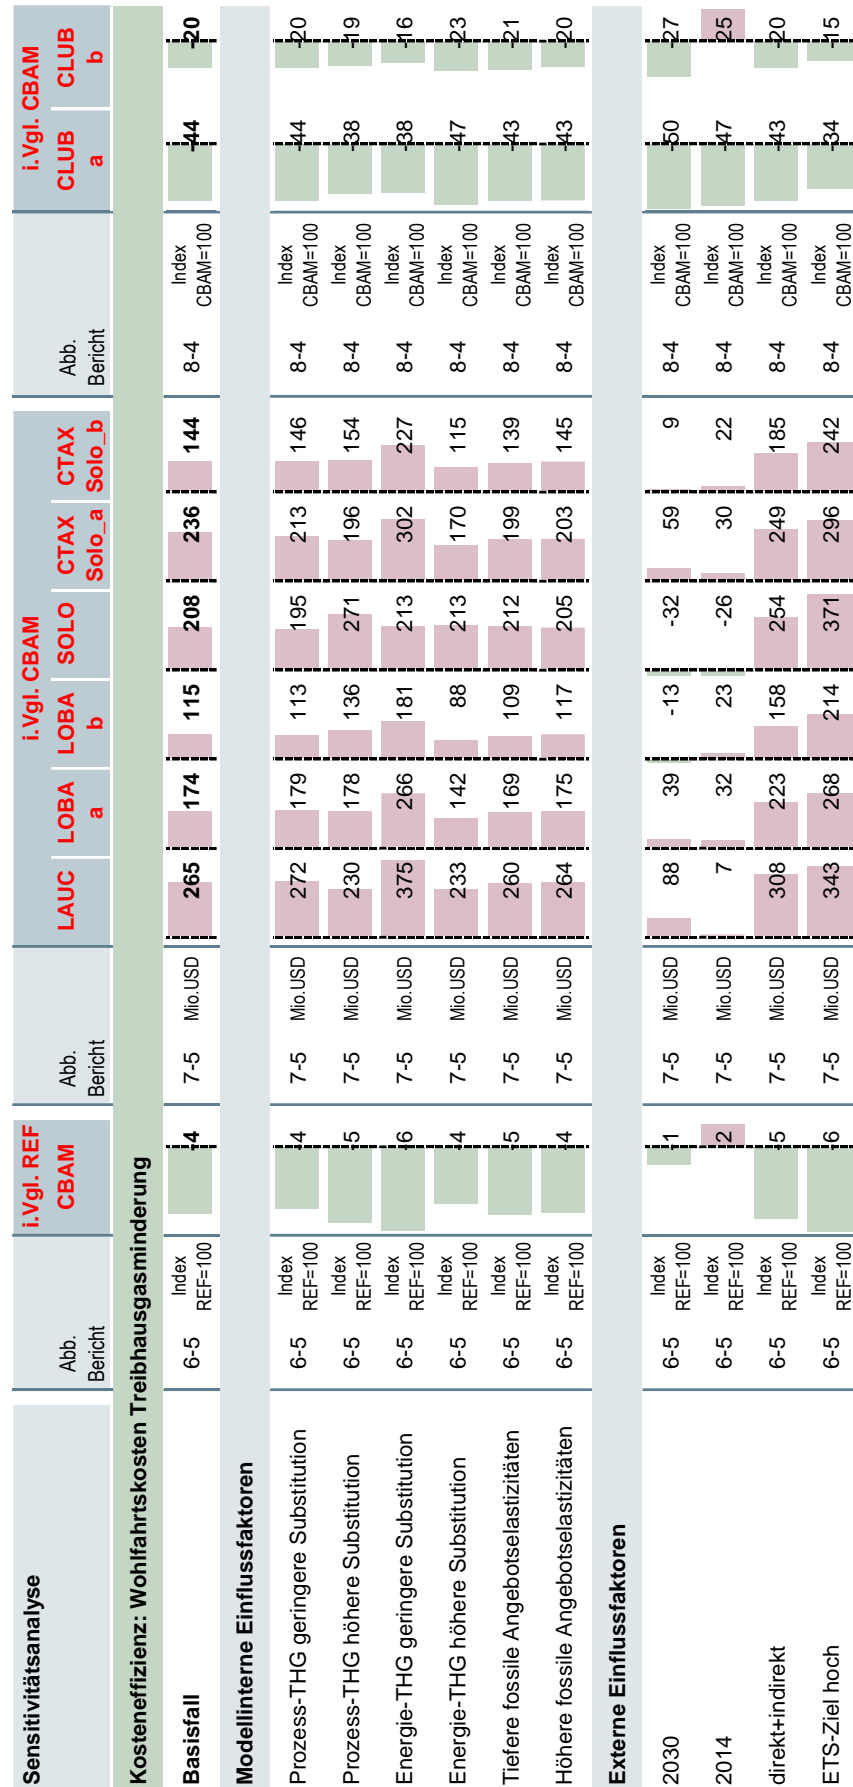 Sensitivitätsanalyse
Abb. Bericht
i.Vgl. REF
CBAM
Abb. Bericht
i.Vgl. CBAM
LAUC LOBA a LOBA b SOLO CTAX Solo_a CTAX Solo_b
Abb. Bericht
i.Vgl. CBAM
CLUB a CLUB b
Kosteneffizienz: Wohlfahrtskosten Treibhausgasminderung
Basisfall 6-5 Index REF=100 -4 7-5 Mio.USD 265 174 115 208 236 144 8-4 Index CBAM=100 -44 -20
Modellinterne Einflussfaktoren
Prozess-THG geringere Substitution 6-5 Index REF=100 -4 7-5 Mio.USD 272 179 113 195 213 146 8-4 Index CBAM=100 -44 -20
Prozess-THG höhere Substitution 6-5 Index REF=100 -5 7-5 Mio.USD 230 178 136 271 196 154 8-4 Index CBAM=100 -38 -19
Energie-THG geringere Substitution 6-5 Index REF=100 -6 7-5 Mio.USD 375 266 181 213 302 227 8-4 Index CBAM=100 -38 -16
Energie-THG höhere Substitution 6-5 Index REF=100 -4 7-5 Mio.USD 233 142 88 213 170 115 8-4 Index CBAM=100 -47 -23
Tiefere fossile Angebotselastizitäten 6-5 Index REF=100 -5 7-5 Mio.USD 260 169 109 212 199 139 8-4 Index CBAM=100 -43 -21
Höhere fossile Angebotselastizitäten 6-5 Index REF=100 -4 7-5 Mio.USD 264 175 117 205 203 145 8-4 Index CBAM=100 -43 -20
Externe Einflussfaktoren
2030 6-5 Index REF=100 -1 7-5 Mio.USD 88 39 -13 -32 59 9 8-4 Index CBAM=100 -50 -27
2014 6-5 Index REF=100 2 7-5 Mio.USD 7 32 23 -26 30 22 8-4 Index CBAM=100 -47 25
direkt+indirekt 6-5 Index REF=100 -5 7-5 Mio.USD 308 223 158 254 249 185 8-4 Index CBAM=100 -43 -20
ETS-Ziel hoch 6-5 Index REF=100 -6 7-5 Mio.USD 343 268 214 371 296 242 8-4 Index CBAM=100 -34 -15